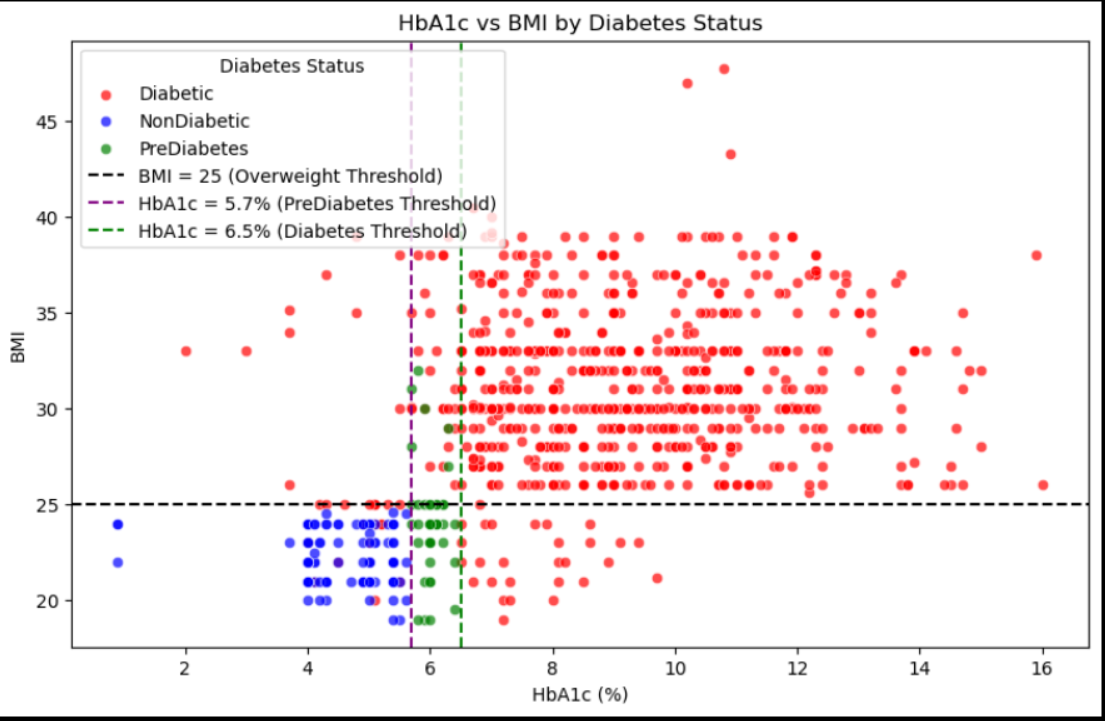 HbA1c vs BMI by Diabetes Status
Diabetes Status
Diabetic
NonDiabetic
PreDiabetes
BMI = 25 (Overweight Threshold)
HbA1c = 5.7% (PreDiabetes Threshold)
HbA1c = 6.5% (Diabetes Threshold)
BMI
45
40
35
30
25
20
2 4 6 8 10 12 14 16
HbA1c (%)